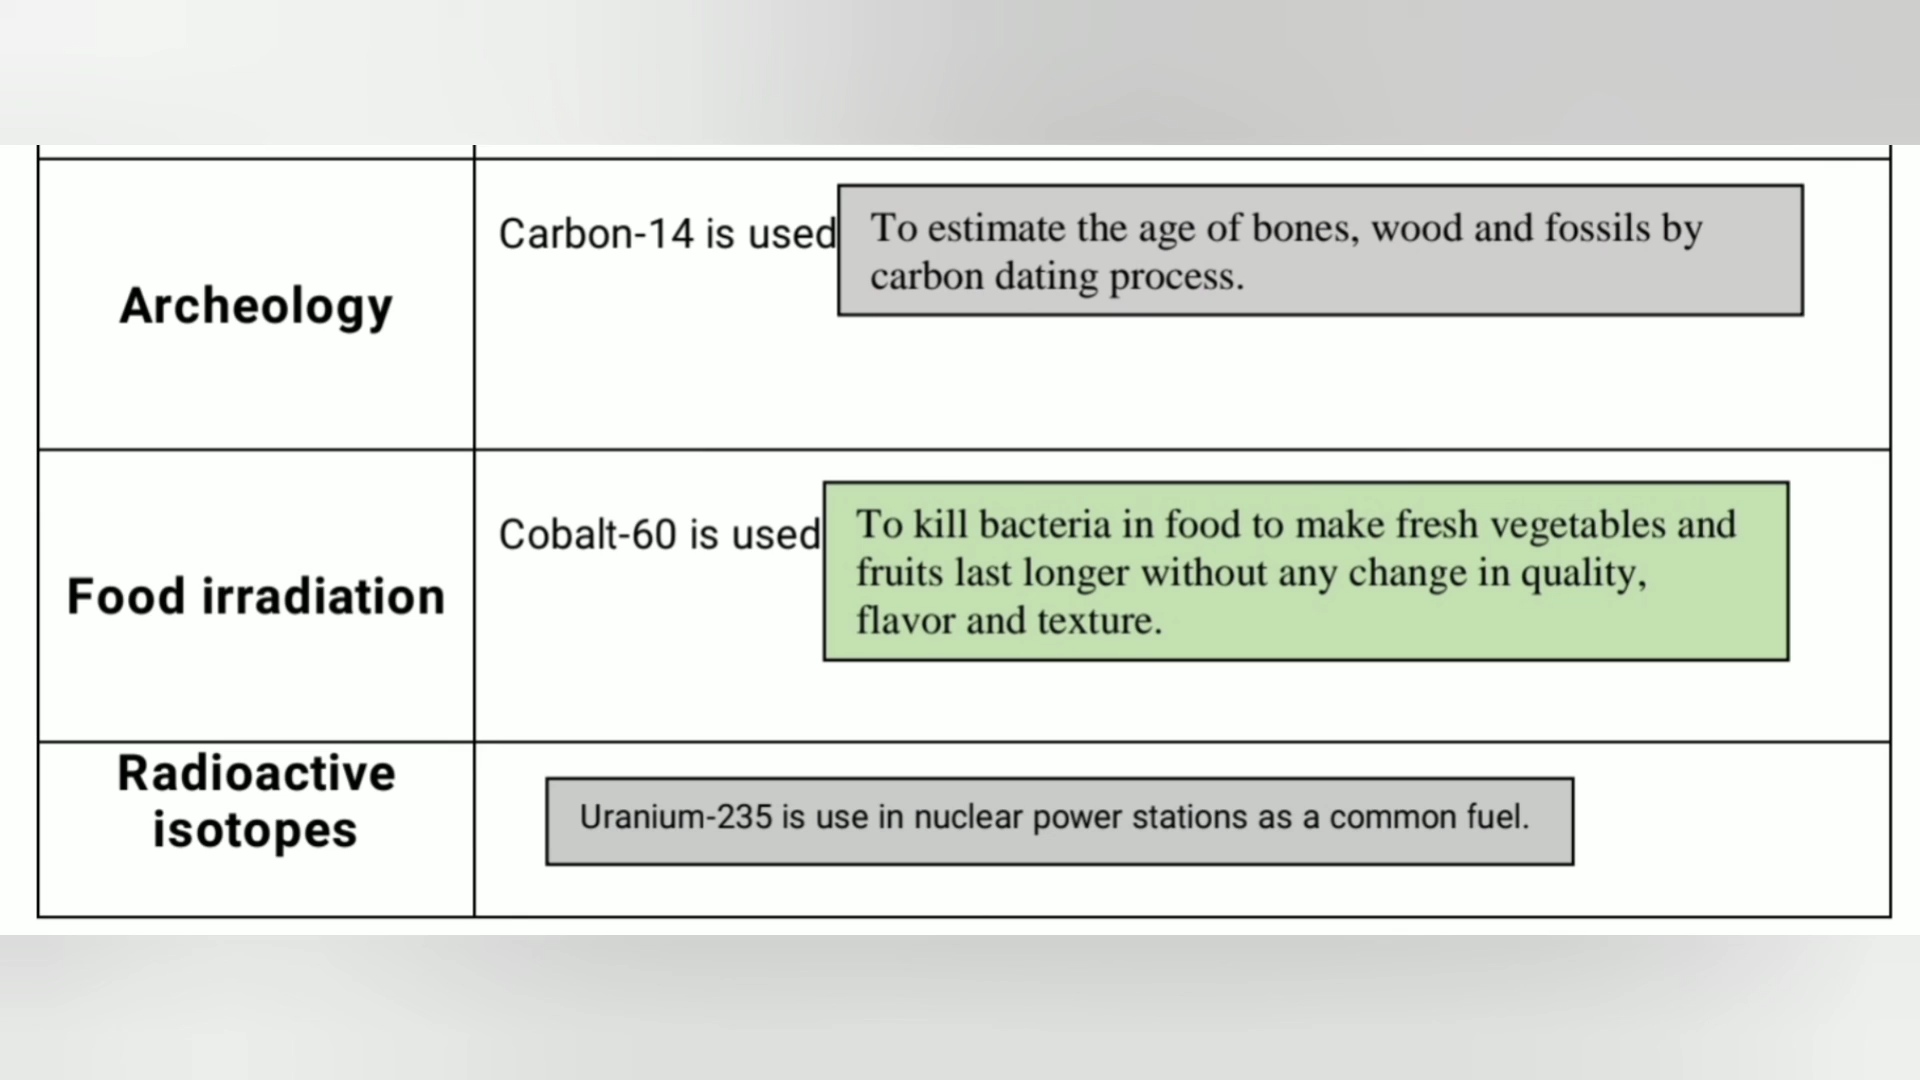 Archeology
Carbon-14 is used
To estimate the age of bones, wood and fossils by
carbon dating process.
Food irradiation
Cobalt-60 is used
To kill bacteria in food to make fresh vegetables and
fruits last longer without any change in quality,
flavor and texture.
Radioactive
isotopes
Uranium-235 is use in nuclear power stations as a common fuel.